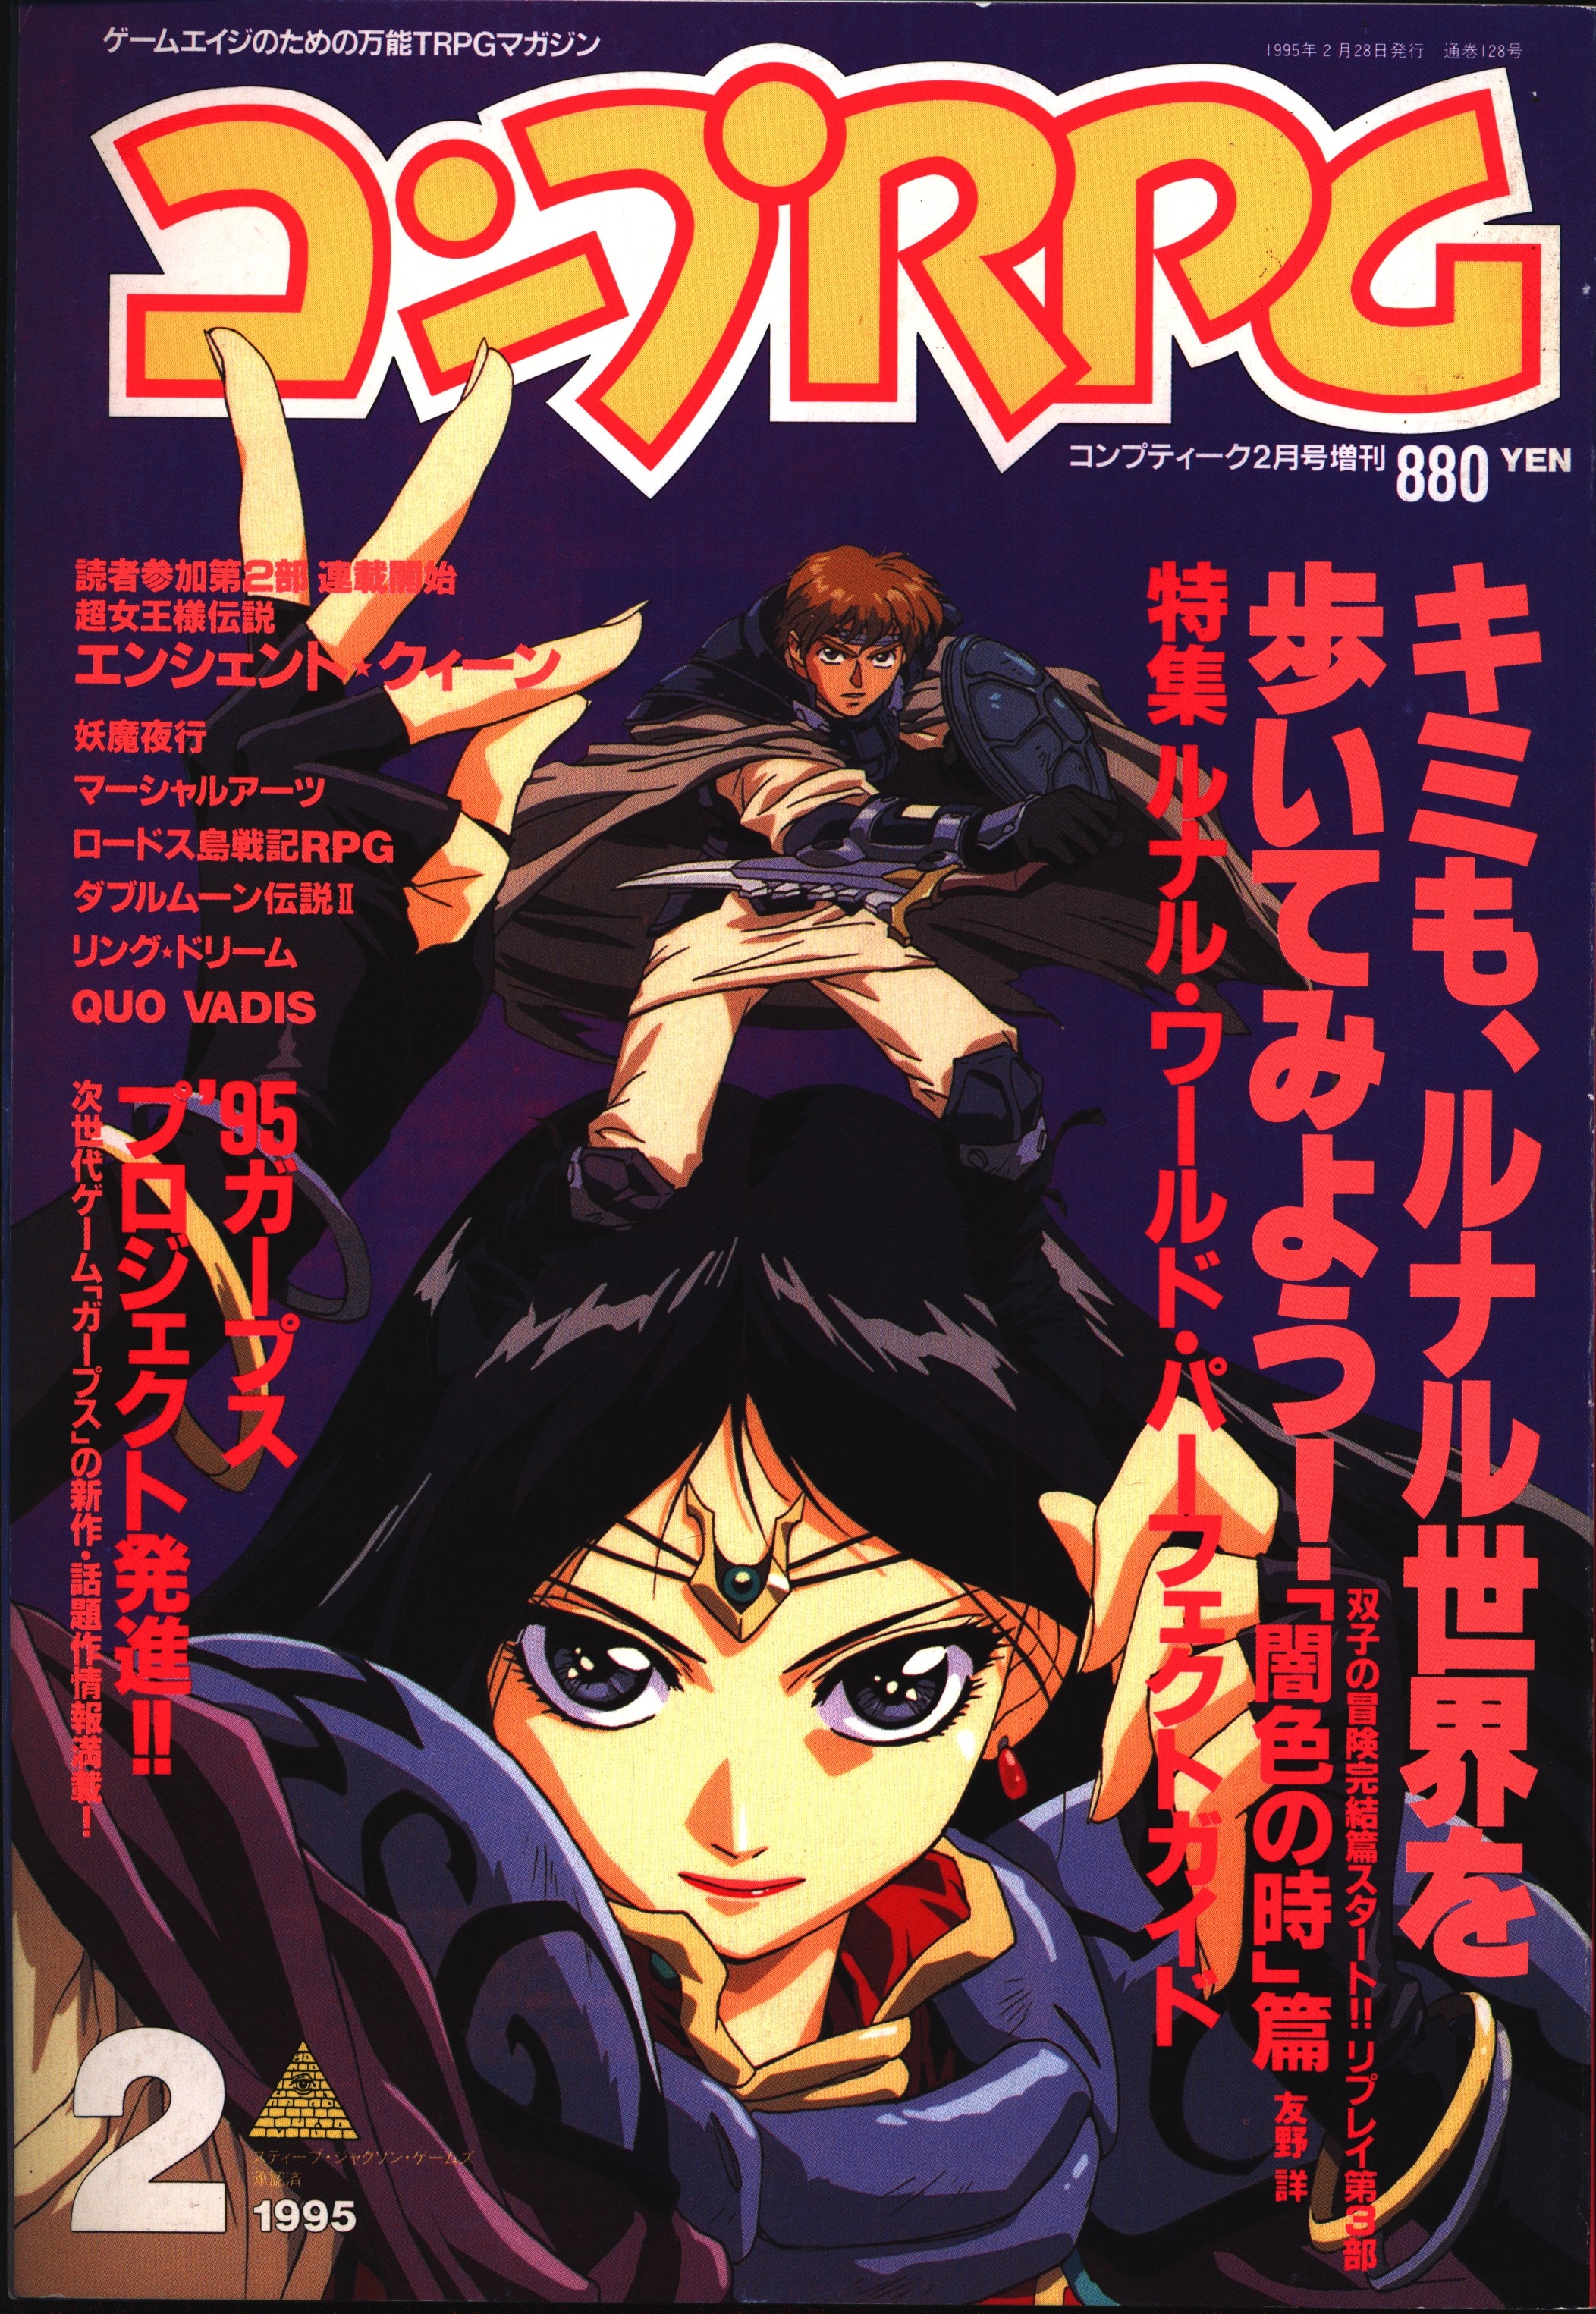 ゲームエイジのための万能TRPGマガジン
1995年2月28日発行 通巻128号
コンプRPG
コンプティーク2月号増刊 880 YEN
キミも、ルナル世界を
歩いてみよう!
特集 ルナル・ワールド・パーフェクトガイド
双子の冒険完結篇スタート!! リプレイ第3部
「闇色の時」篇 友野 詳
読者参加第2部 連載開始
超女王様伝説
エンシェント★クィーン
妖魔夜行
マーシャルアーツ
ロードス島戦記RPG
ダブルムーン伝説Ⅱ
リング★ドリーム
QUO VADIS
'95ガープス
プロジェクト発進!!
次世代ゲーム「ガープス」の新作・話題作情報満載!
2
スティーブ・ジャクソン・ゲームズ
承認済
1995